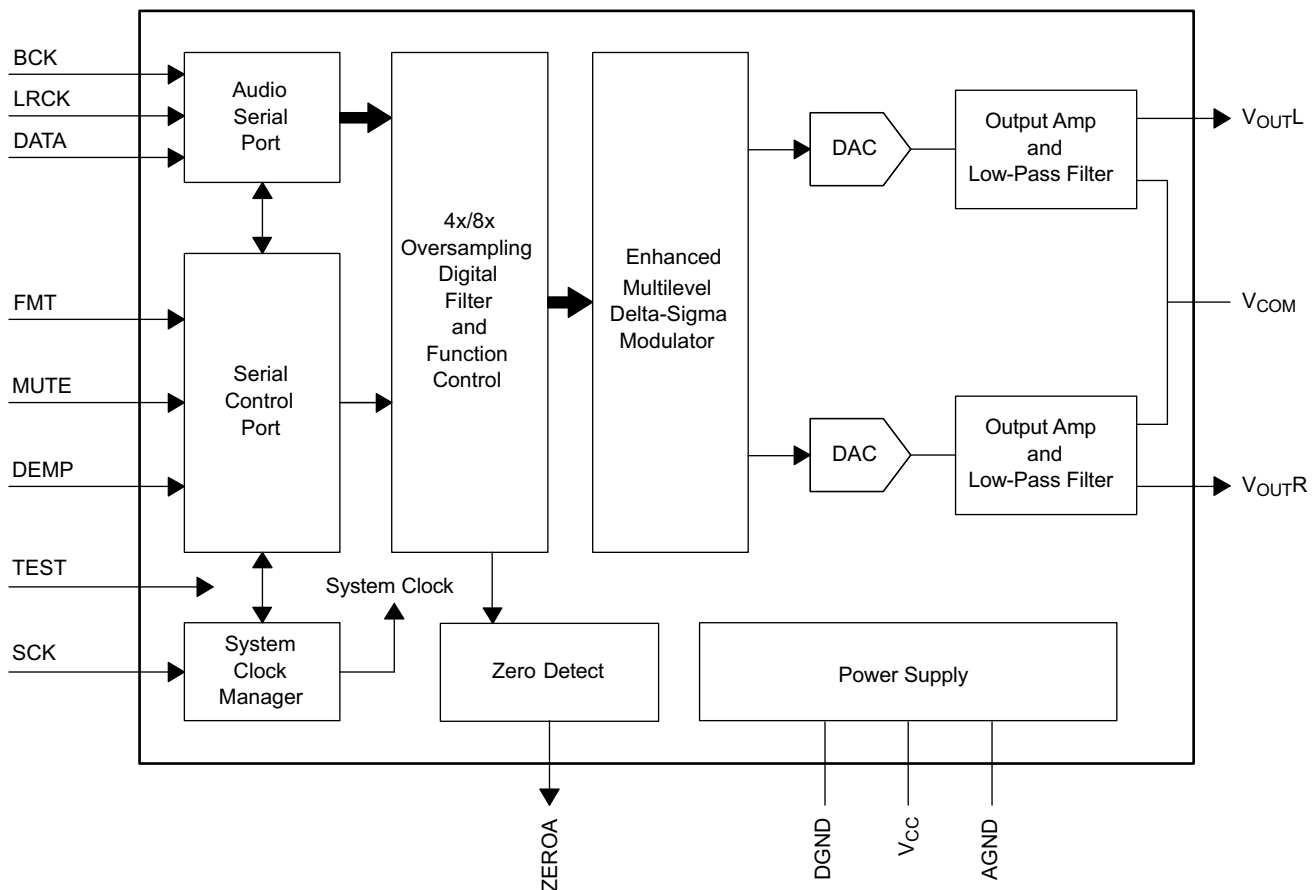 BCK
LRCK
DATA
Audio
Serial
Port
FMT
MUTE
DEMP
Serial
Control
Port
TEST
SCK
System
Clock
Manager
System Clock
4x/8x
Oversampling
Digital
Filter
and
Function
Control
Enhanced
Multilevel
Delta-Sigma
Modulator
DAC
Output Amp
and
Low-Pass Filter
VOUTL
VCOM
DAC
Output Amp
and
Low-Pass Filter
VOUTR
Zero Detect
ZEROA
Power Supply
DGND
VCC
AGND